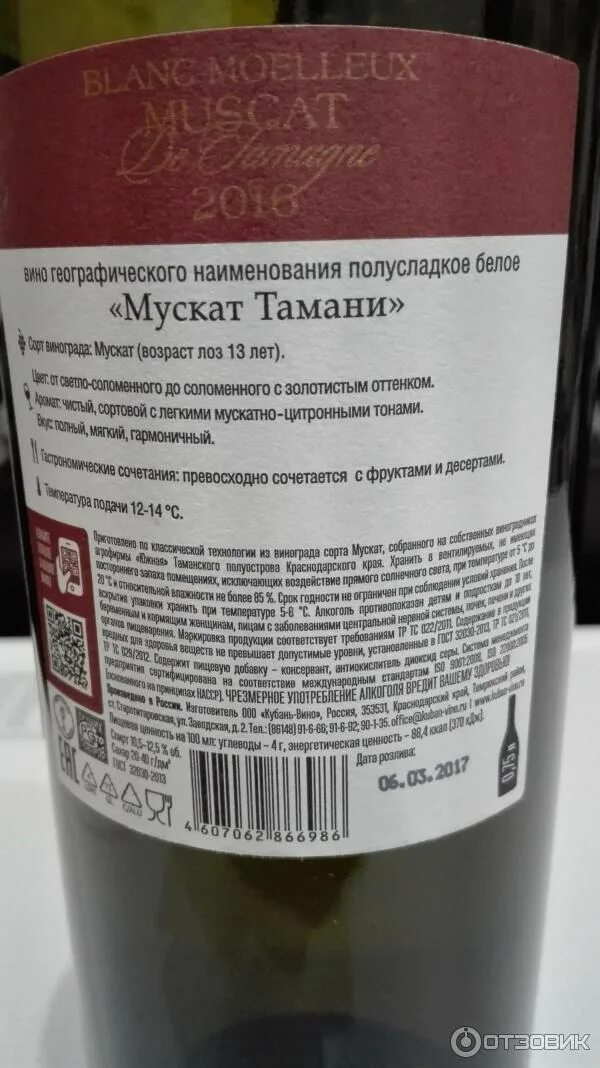 BLANC MOELLEUX
MUSCAT
De Tamagne
2016
вино географического наименования полусладкое белое
«Мускат Тамани»
Сорт винограда: Мускат (возраст лоз 13 лет).
Цвет: от светло-соломенного до соломенного с золотистым оттенком.
Аромат: чистый, сортовой с легкими мускатно-цитронными тонами.
Вкус: полный, мягкий, гармоничный.
Гастрономические сочетания: превосходно сочетается с фруктами и десертами.
Температура подачи 12-14 °С.
Приготовлено по классической технологии из винограда сорта Мускат, собранного на собственных виноградниках
агрофирмы «Южная» Таманского полуострова Краснодарского края. Хранить в вентилируемых, не имеющих
постороннего запаха помещениях, исключающих воздействие прямого солнечного света, при температуре от 5 °С до
20 °С и относительной влажности не более 85 %. Срок годности не ограничен при соблюдении условий хранения. После
вскрытия упаковки хранить при температуре 5-8 °С. Алкоголь противопоказан детям и подросткам до 18 лет,
беременным и кормящим женщинам, лицам с заболеваниями центральной нервной системы, почек, печени и других
органов пищеварения. Маркировка продукции соответствует требованиям ТР ТС 022/2011. Содержание в продукции
вредных для здоровья веществ не превышает допустимые уровни, установленные в ГОСТ 32030-2013, ТР ТС 021/2011,
ТР ТС 029/2012. Содержит пищевую добавку – консервант, антиокислитель диоксид серы. Система менеджмента
предприятия сертифицирована на соответствие международным стандартам ISO 9001:2008, ISO 22000:2005
(основанного на принципах НАССР). ЧРЕЗМЕРНОЕ УПОТРЕБЛЕНИЕ АЛКОГОЛЯ ВРЕДИТ ВАШЕМУ ЗДОРОВЬЮ!
Произведено в России. Изготовитель ООО «Кубань-Вино», Россия, 353531, Краснодарский край, Темрюкский район,
ст. Старотитаровская, ул. Заводская, д. 2. Тел.: (86148) 91-6-66; 91-6-92; 90-1-35. office@kuban-vino.ru I www.kuban-vino.ru
Пищевая ценность на 100 мл: углеводы – 4 г, энергетическая ценность – 88,4 ккал (370 кДж).
Спирт 10,5-12,5 % об.
Сахар 20-40 г/дм³
ГОСТ 32030-2013
Дата розлива:
06.03.2017
0,75 л
EAC
4 607062 866986
ОТЗОВИК